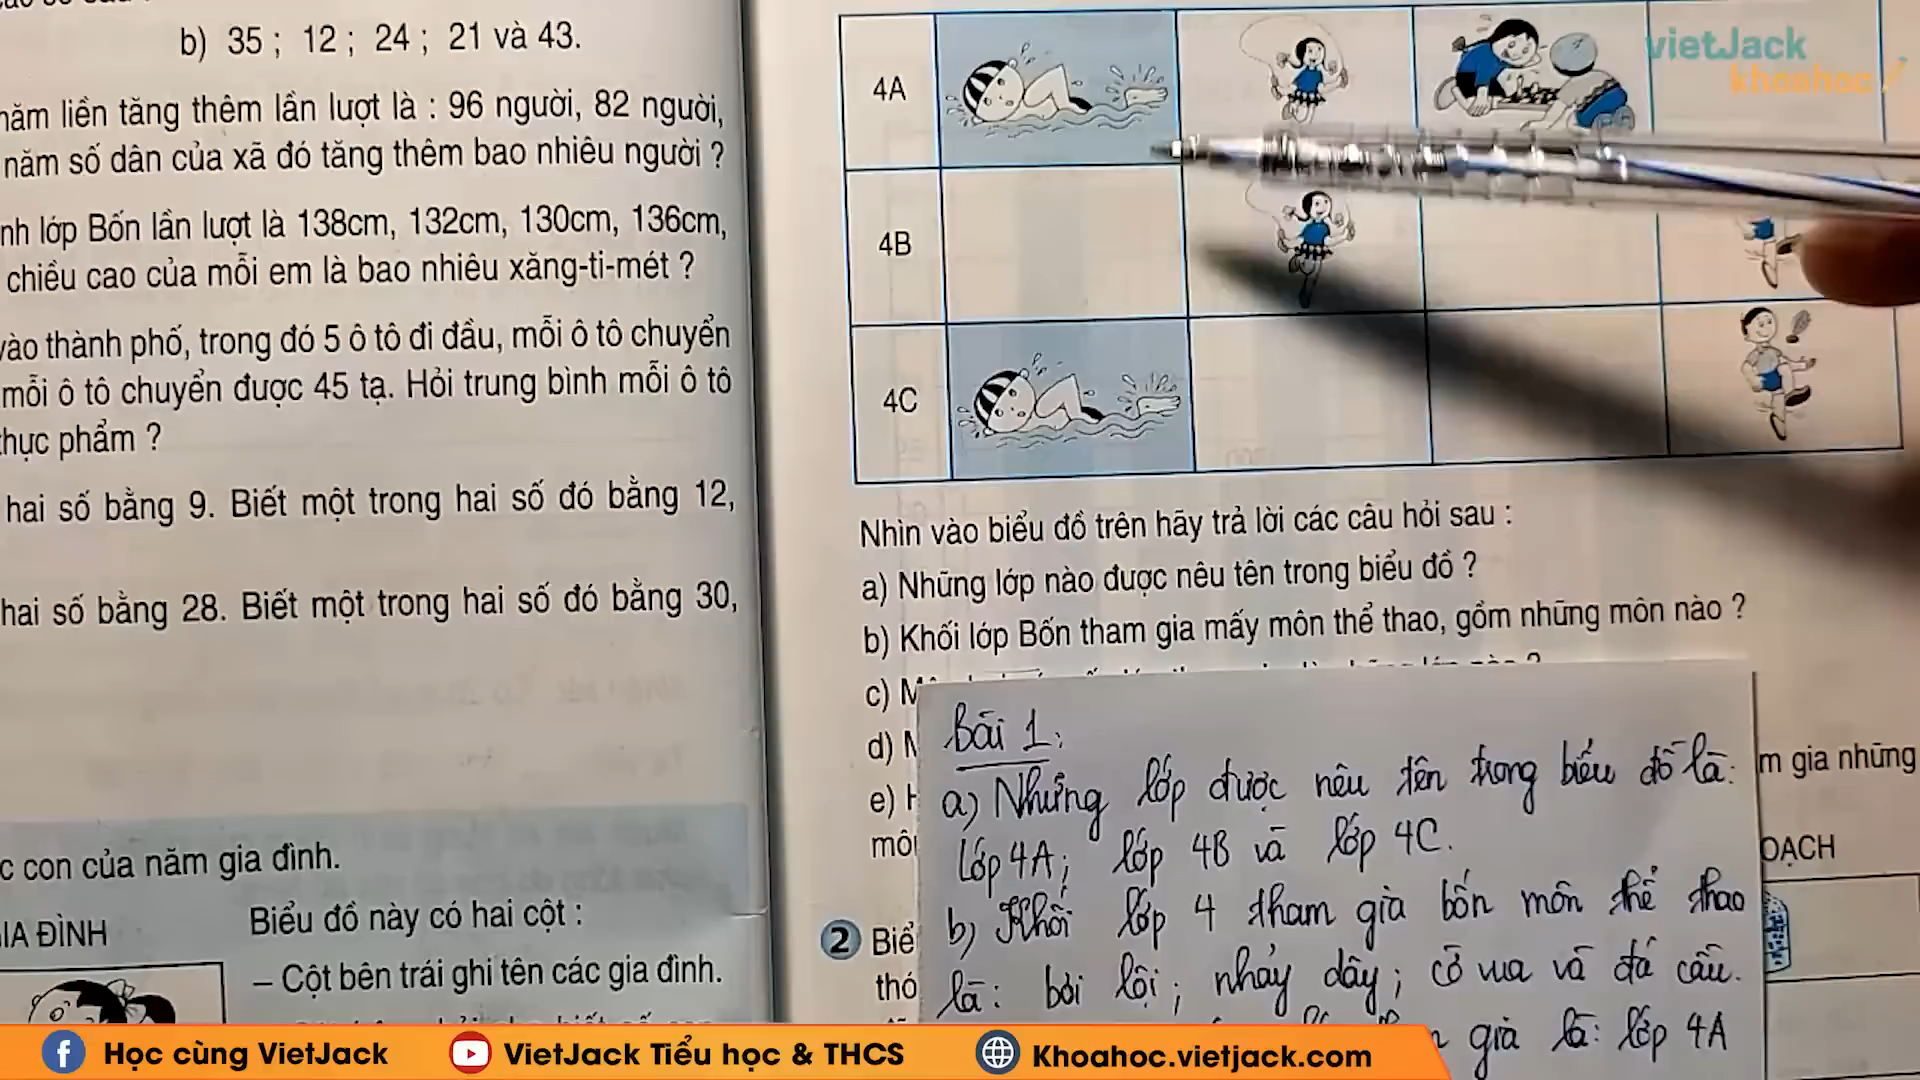 b) 35 ; 12 ; 24 ; 21 và 43.
năm liền tăng thêm lần lượt là : 96 người, 82 người,
năm số dân của xã đó tăng thêm bao nhiêu người ?
nh lớp Bốn lần lượt là 138cm, 132cm, 130cm, 136cm,
chiều cao của mỗi em là bao nhiêu xăng-ti-mét ?
vào thành phố, trong đó 5 ô tô đi đầu, mỗi ô tô chuyển
mỗi ô tô chuyển được 45 tạ. Hỏi trung bình mỗi ô tô
thực phẩm ?
hai số bằng 9. Biết một trong hai số đó bằng 12,
hai số bằng 28. Biết một trong hai số đó bằng 30,
c con của năm gia đình.
IA ĐÌNH
Biểu đồ này có hai cột :
– Cột bên trái ghi tên các gia đình.
vietJack
khoahoc
4A
4B
4C
Nhìn vào biểu đồ trên hãy trả lời các câu hỏi sau :
a) Những lớp nào được nêu tên trong biểu đồ ?
b) Khối lớp Bốn tham gia mấy môn thể thao, gồm những môn nào ?
c) M
d) M
e) H
m gia những
môn
OẠCH
2 Biể
thó
Bài 1:
a) Những lớp được nêu tên trong biểu đồ là:
Lớp 4A; lớp 4B và lớp 4C.
b) Khối lớp 4 tham gia bốn môn thể thao
là: bơi lội; nhảy dây; cờ vua và đá cầu.
gia là: lớp 4A
Học cùng VietJack
VietJack Tiểu học & THCS
Khoahoc.vietjack.com